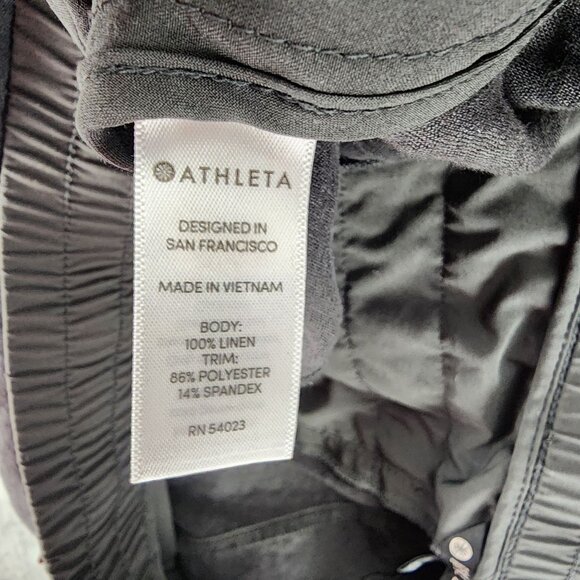 ATHLETA
DESIGNED IN
SAN FRANCISCO
MADE IN VIETNAM
BODY:
100% LINEN
TRIM:
86% POLYESTER
14% SPANDEX
RN 54023